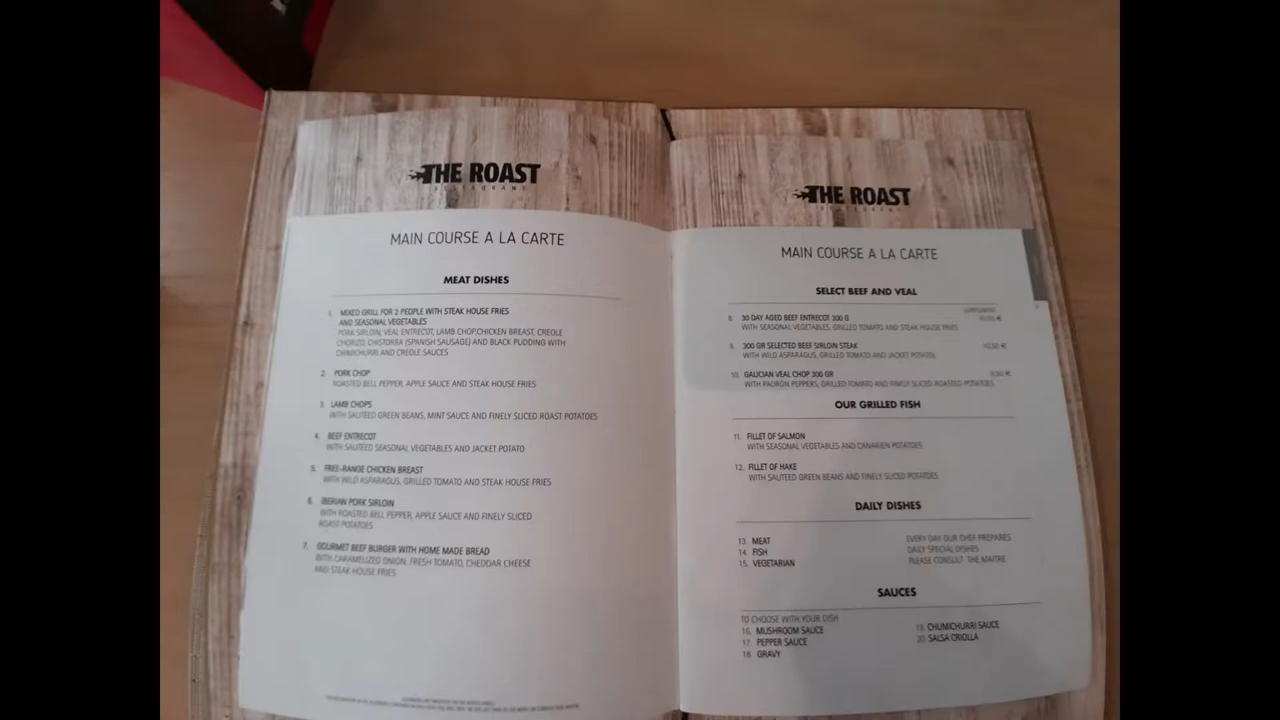 THE ROAST
RESTAURANT
MAIN COURSE A LA CARTE
MEAT DISHES
1. MIXED GRILL FOR 2 PEOPLE WITH STEAK HOUSE FRIES
AND SEASONAL VEGETABLES
PORK SIRLOIN, VEAL ENTRECOT, LAMB CHOP,CHICKEN BREAST, CREOLE
CHORIZO, CHISTORRA (SPANISH SAUSAGE) AND BLACK PUDDING WITH
CHIMICHURRI AND CREOLE SAUCES
2. PORK CHOP
ROASTED BELL PEPPER, APPLE SAUCE AND STEAK HOUSE FRIES
3. LAMB CHOPS
WITH SAUTEED GREEN BEANS, MINT SAUCE AND FINELY SLICED ROAST POTATOES
4. BEEF ENTRECOT
WITH SAUTEED SEASONAL VEGETABLES AND JACKET POTATO
5. FREE-RANGE CHICKEN BREAST
WITH WILD ASPARAGUS, GRILLED TOMATO AND STEAK HOUSE FRIES
6. IBERIAN PORK SIRLOIN
WITH ROASTED BELL PEPPER, APPLE SAUCE AND FINELY SLICED
ROAST POTATOES
7. GOURMET BEEF BURGER WITH HOME MADE BREAD
WITH CARAMELIZED ONION, FRESH TOMATO, CHEDDAR CHEESE
AND STEAK HOUSE FRIES
THE ROAST
RESTAURANT
MAIN COURSE A LA CARTE
SELECT BEEF AND VEAL
SUPPLEMENT
8. 30 DAY AGED BEEF ENTRECOT 300 G
WITH SEASONAL VEGETABLES, GRILLED TOMATO AND STEAK HOUSE FRIES
9. 300 GR SELECTED BEEF SIRLOIN STEAK 10,50 €
WITH WILD ASPARAGUS, GRILLED TOMATO AND JACKET POTATO,
10. GALICIAN VEAL CHOP 300 GR 9,50 €
WITH PADRÓN PEPPERS, GRILLED TOMATO AND FINELY SLICED ROASTED POTATOES,
OUR GRILLED FISH
11. FILLET OF SALMON
WITH SEASONAL VEGETABLES AND CANARIEN POTATOES
12. FILLET OF HAKE
WITH SAUTEED GREEN BEANS AND FINELY SLICED POTATOES
DAILY DISHES
13. MEAT EVERY DAY OUR CHEF PREPARES
14. FISH DAILY SPECIAL DISHES
15. VEGETARIAN PLEASE CONSULT THE MAITRE
SAUCES
TO CHOOSE WITH YOUR DISH
16. MUSHROOM SAUCE 19. CHUMICHURRI SAUCE
17. PEPPER SAUCE 20. SALSA CRIOLLA
18. GRAVY